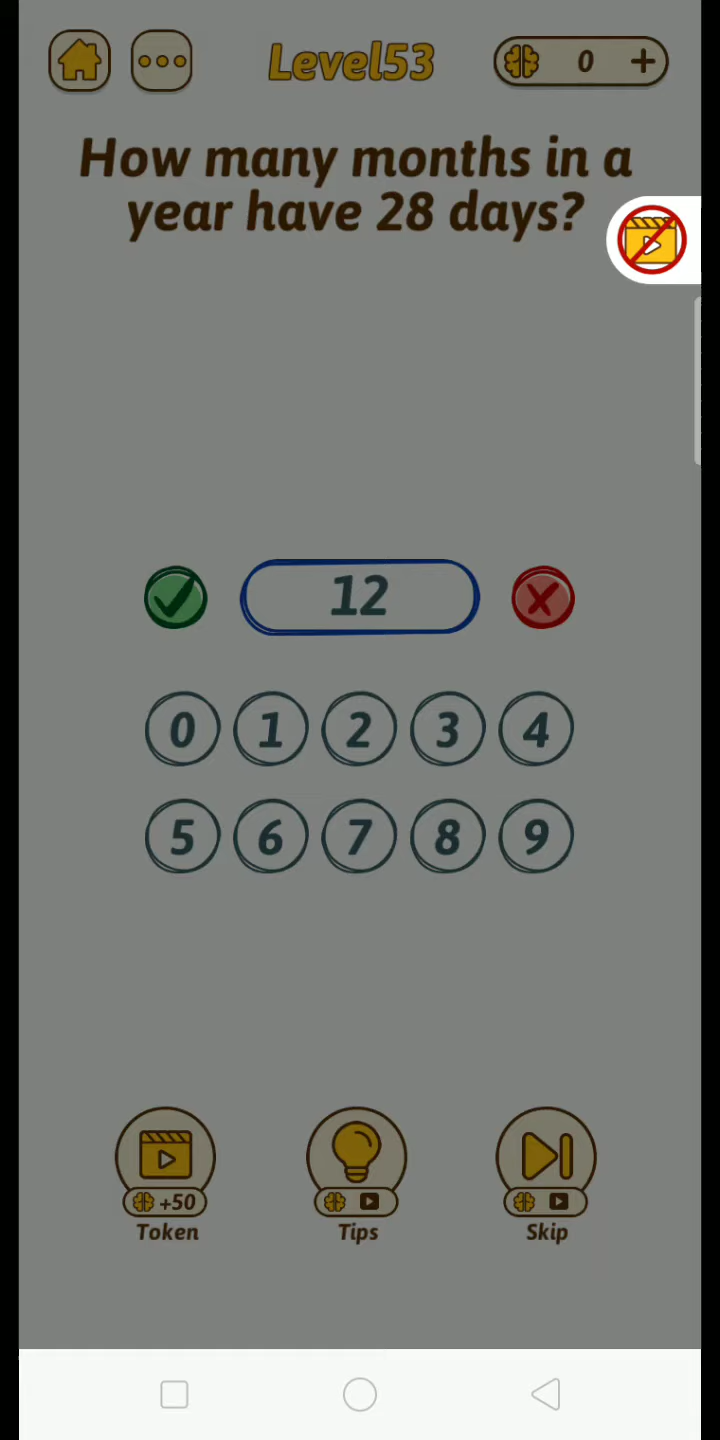 Level53
0 +
How many months in a
year have 28 days?
12
0 1 2 3 4
5 6 7 8 9
+50
Token Tips Skip